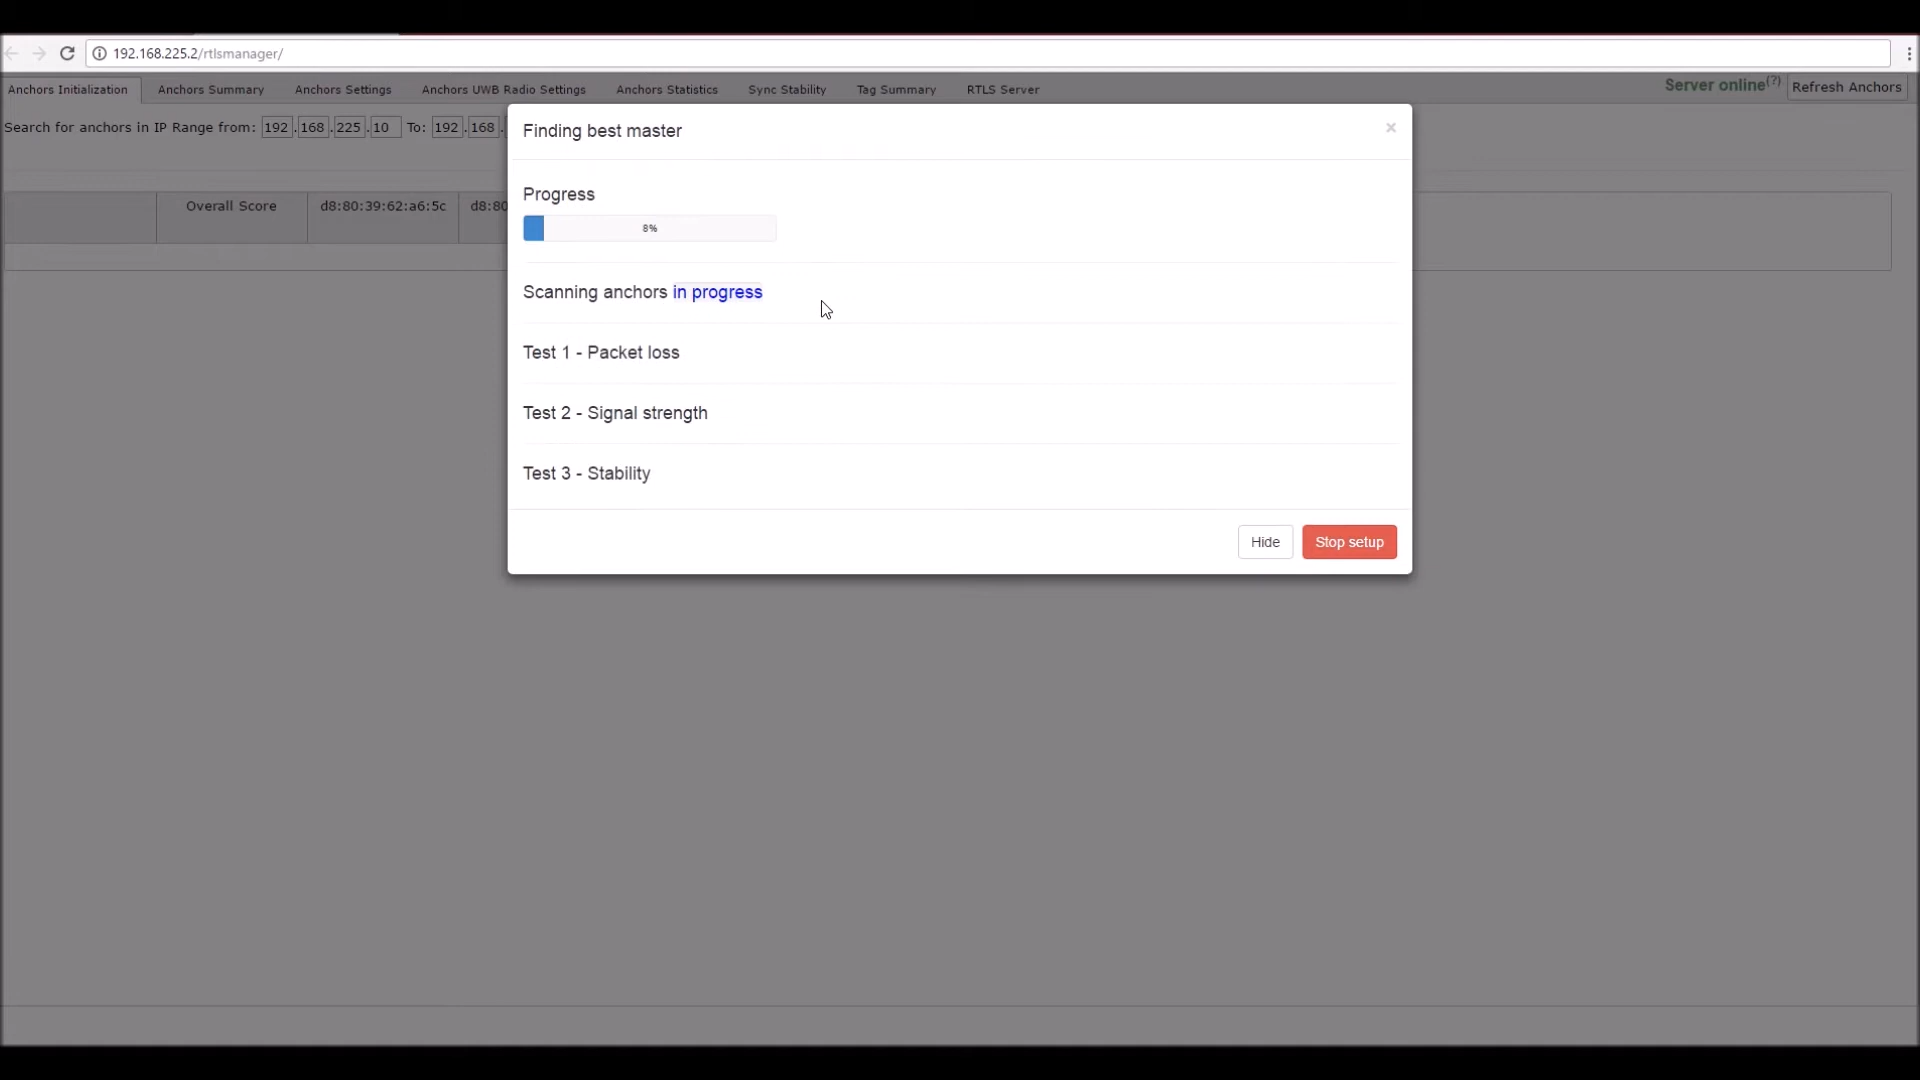 192.168.225.2/rtlsmanager/
Anchors Initialization Anchors Summary Anchors Settings Anchors UWB Radio Settings Anchors Statistics Sync Stability Tag Summary RTLS Server Server online(?) Refresh Anchors
Search for anchors in IP Range from: 192 . 168 . 225 . 10 To: 192 . 168 .
Finding best master ×
Progress
8%
Overall Score d8:80:39:62:a6:5c d8:80
Scanning anchors in progress
Test 1 - Packet loss
Test 2 - Signal strength
Test 3 - Stability
Hide Stop setup